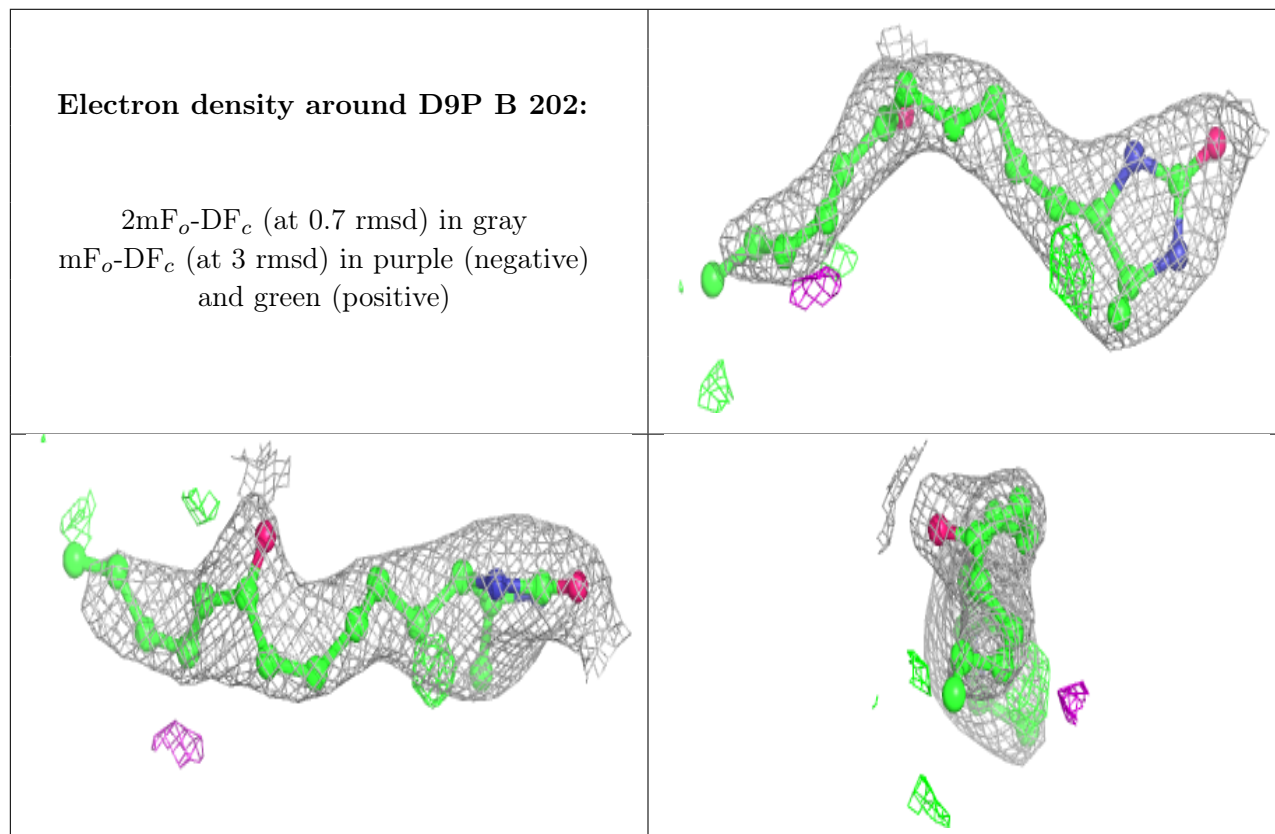 Electron density around D9P B 202:
2mFo-DFc (at 0.7 rmsd) in gray
mFo-DFc (at 3 rmsd) in purple (negative)
and green (positive)